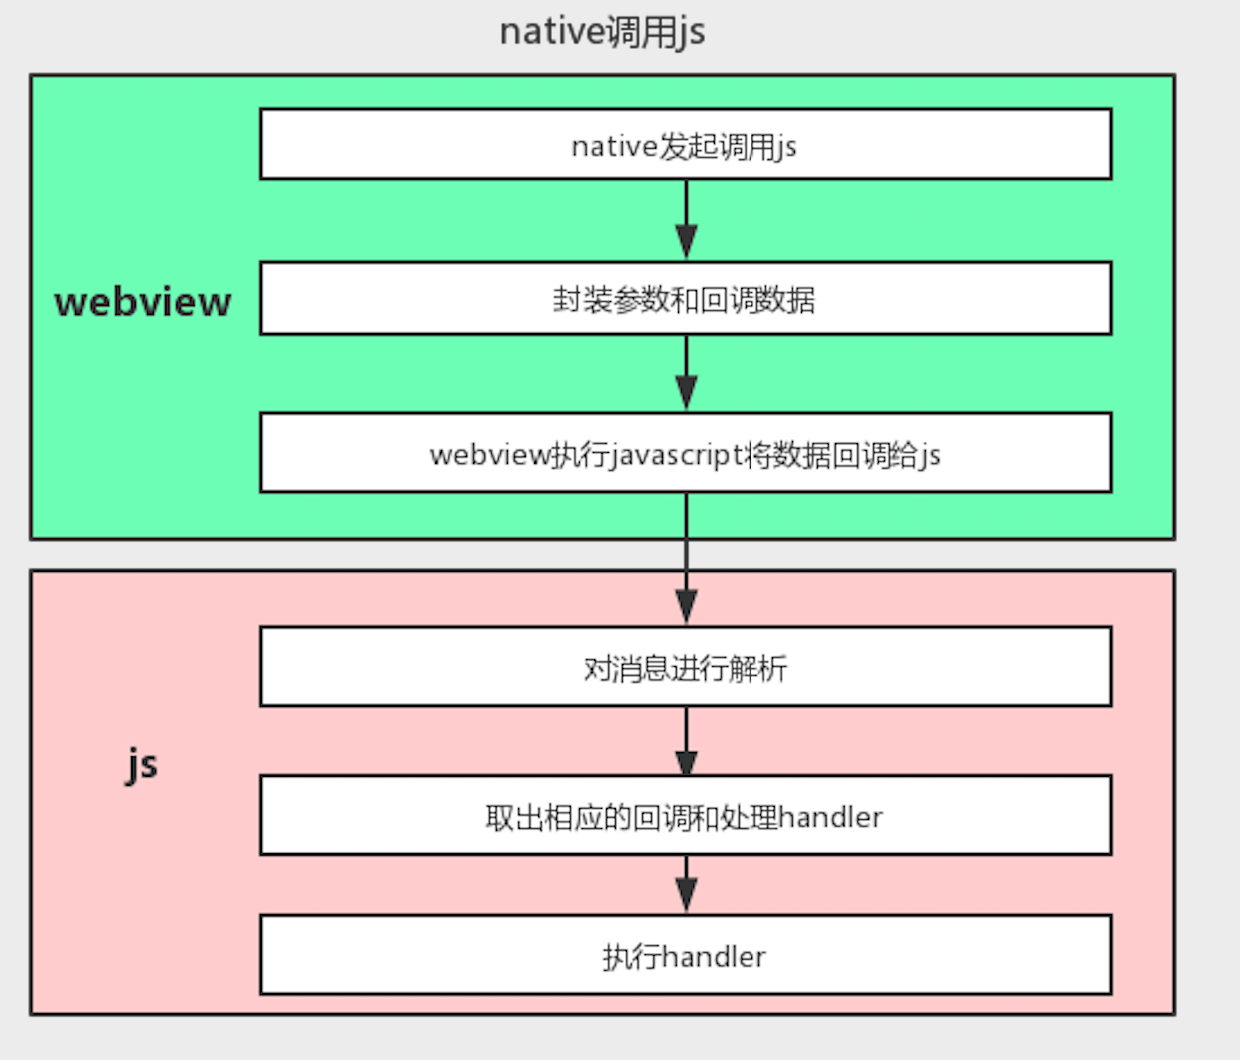 native调用js
native发起调用js
封装参数和回调数据
webview
webview执行javascript将数据回调给js
对消息进行解析
js
取出相应的回调和处理handler
执行handler